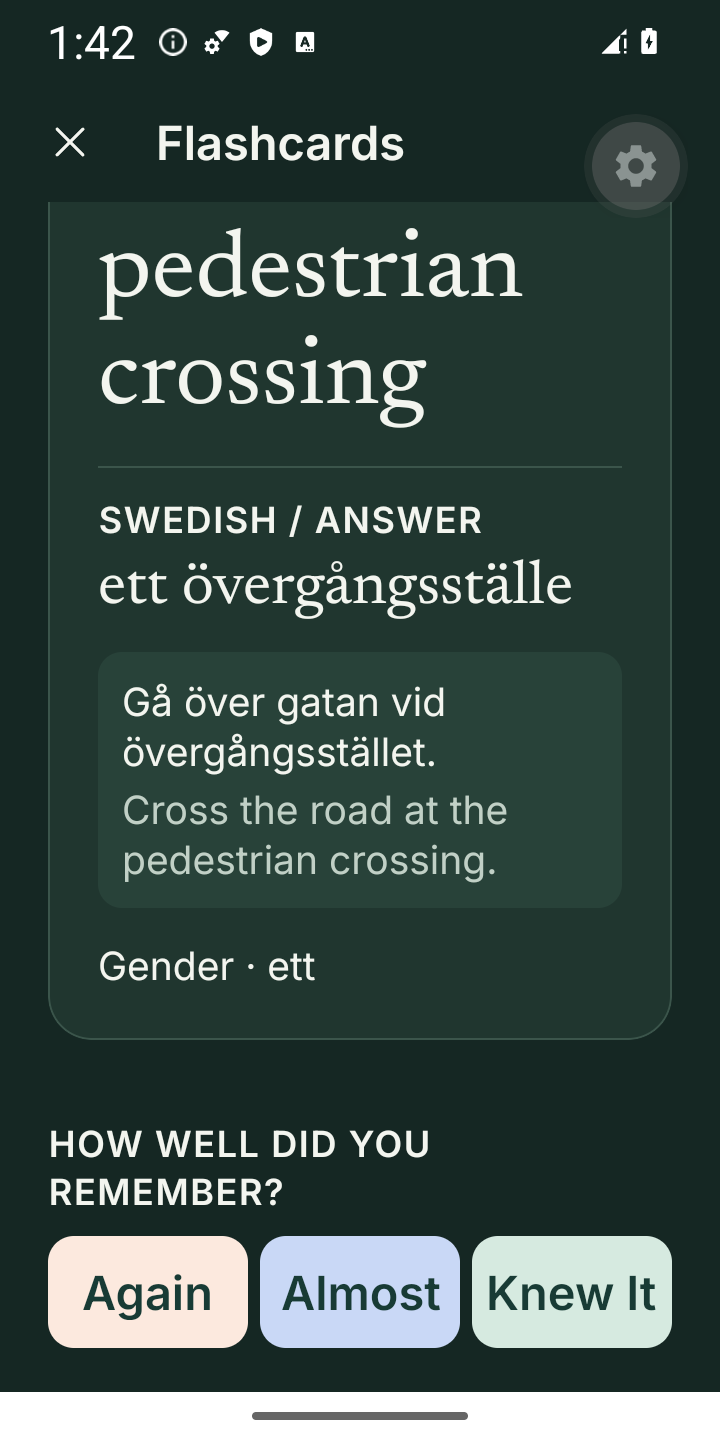 1:42
Flashcards
pedestrian
crossing
SWEDISH / ANSWER
ett övergångsställe
Gå över gatan vid
övergångsstället.
Cross the road at the
pedestrian crossing.
Gender · ett
HOW WELL DID YOU
REMEMBER?
Again
Almost
Knew It